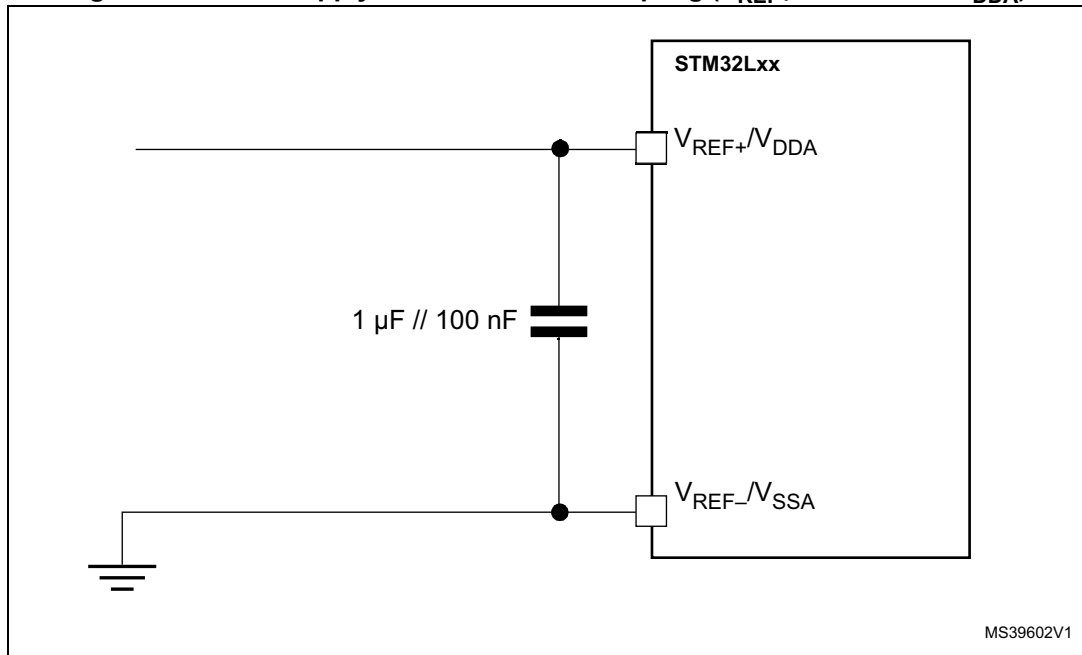 STM32Lxx
VREF+/VDDA
1 µF // 100 nF
VREF–/VSSA
MS39602V1